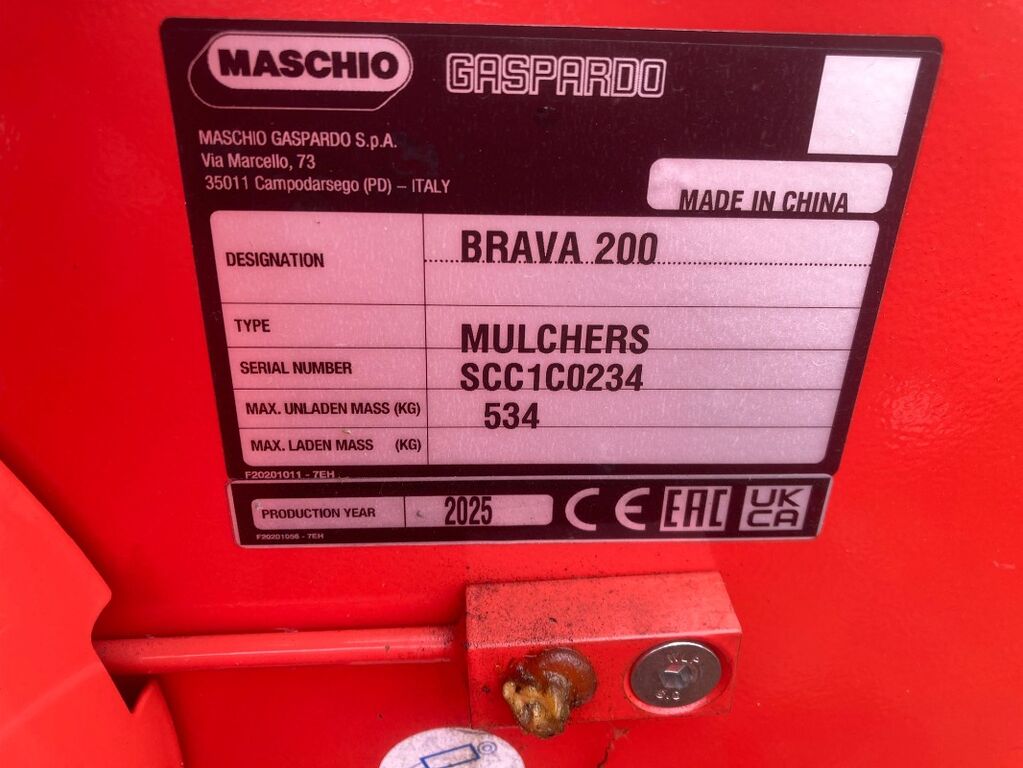 MASCHIO GASPARDO
MASCHIO GASPARDO S.p.A.
Via Marcello, 73
35011 Campodarsego (PD) – ITALY
MADE IN CHINA
DESIGNATION BRAVA 200
TYPE MULCHERS
SERIAL NUMBER SCC1C0234
MAX. UNLADEN MASS (KG) 534
MAX. LADEN MASS (KG)
F20201011 - 7EH
PRODUCTION YEAR 2025 CE EAC UK CA
F20201056 - 7EH